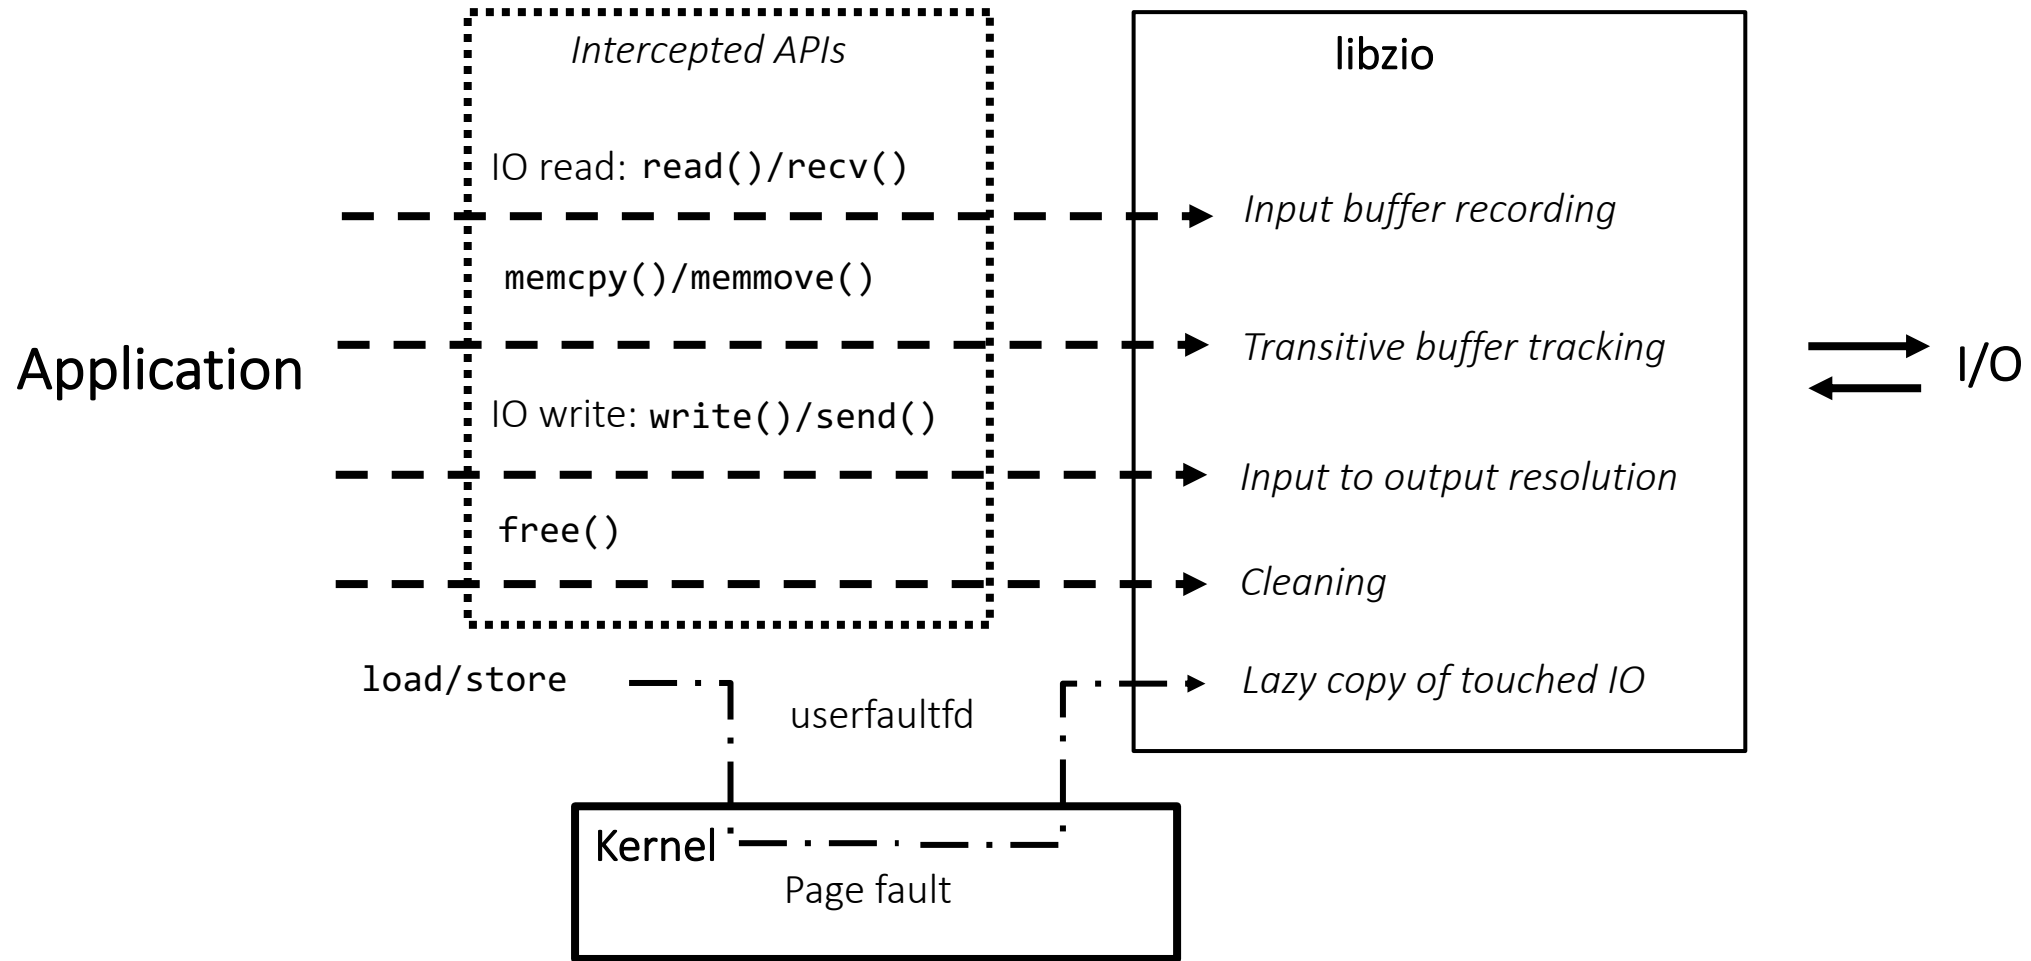 Intercepted APIs
libzio
IO read: read()/recv()
Input buffer recording
memcpy()/memmove()
Application
Transitive buffer tracking
I/O
IO write: write()/send()
Input to output resolution
free()
Cleaning
load/store
Lazy copy of touched IO
userfaultfd
Kernel
Page fault